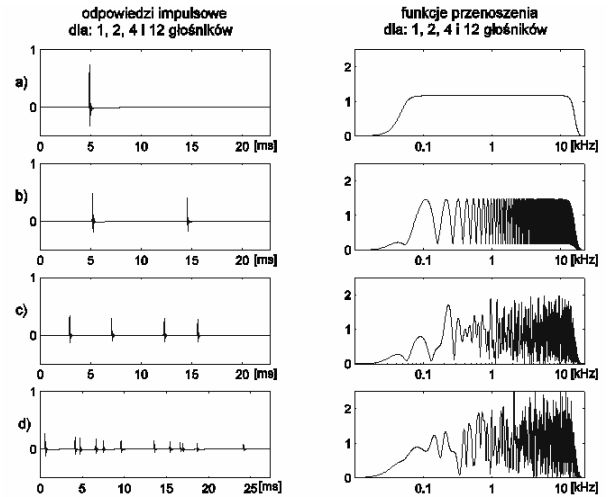 odpowiedzi impulsowe
dla: 1, 2, 4 i 12 głośników
funkcje przenoszenia
dla: 1, 2, 4 i 12 głośników
a)
1
0
0 5 10 15 20 [ms]
2
1
0
0.1 1 10 [kHz]
b)
1
0
0 5 10 15 20 [ms]
2
1
0
0.1 1 10 [kHz]
c)
1
0
0 5 10 15 20 [ms]
2
1
0
0.1 1 10 [kHz]
d)
1
0
0 5 10 15 20 25 [ms]
2
1
0
0.1 1 10 [kHz]